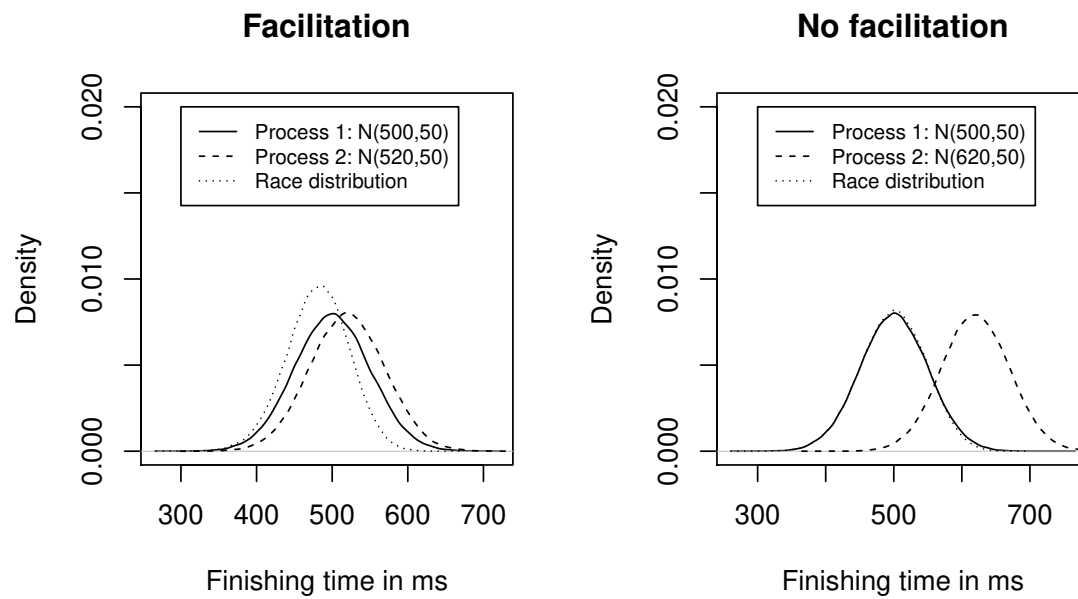 Facilitation
0.020
0.010
0.000
Density
Process 1: N(500,50)
Process 2: N(520,50)
Race distribution
300 400 500 600 700
Finishing time in ms
No facilitation
0.020
0.010
0.000
Density
Process 1: N(500,50)
Process 2: N(620,50)
Race distribution
300 500 700
Finishing time in ms